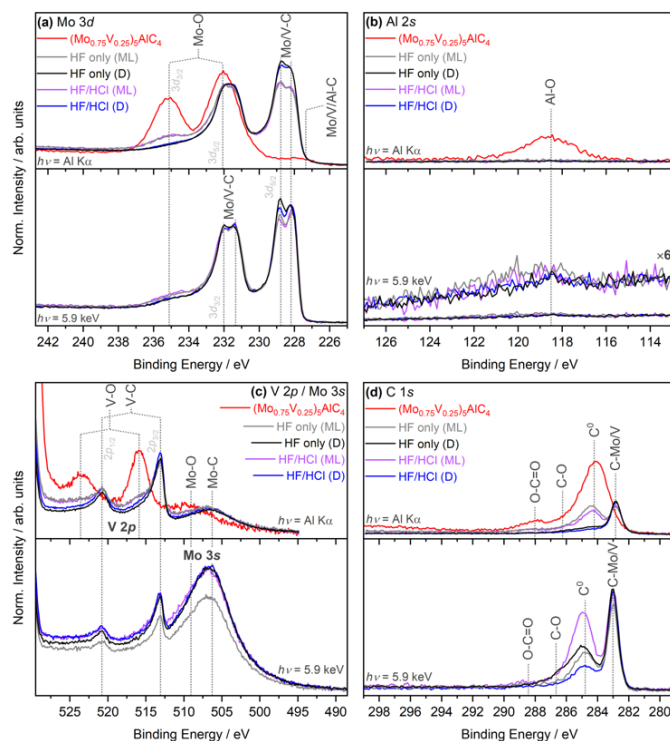 (a) Mo 3d
(Mo0.75V0.25)5AlC4
HF only (ML)
HF only (D)
HF/HCl (ML)
HF/HCl (D)
Mo-O
3d3/2
3d5/2
Mo/V-C
Mo/V/Al-C
hν = Al Kα
Mo/V-C
3d3/2
3d5/2
hν = 5.9 keV
242 240 238 236 234 232 230 228 226
Binding Energy / eV
Norm. Intensity / arb. units
(b) Al 2s
(Mo0.75V0.25)5AlC4
HF only (ML)
HF only (D)
HF/HCl (ML)
HF/HCl (D)
Al-O
hν = Al Kα
×6
hν = 5.9 keV
126 124 122 120 118 116 114
Binding Energy / eV
(c) V 2p / Mo 3s
(Mo0.75V0.25)5AlC4
HF only (ML)
HF only (D)
HF/HCl (ML)
HF/HCl (D)
V-O
V-C
2p1/2
2p3/2
Mo-O
Mo-C
V 2p
hν = Al Kα
Mo 3s
hν = 5.9 keV
525 520 515 510 505 500 495 490
Binding Energy / eV
Norm. Intensity / arb. units
(d) C 1s
(Mo0.75V0.25)5AlC4
HF only (ML)
HF only (D)
HF/HCl (ML)
HF/HCl (D)
O-C=O
C-O
C0
C-Mo/V
hν = Al Kα
O-C=O
C-O
C0
C-Mo/V
hν = 5.9 keV
298 296 294 292 290 288 286 284 282 280
Binding Energy / eV